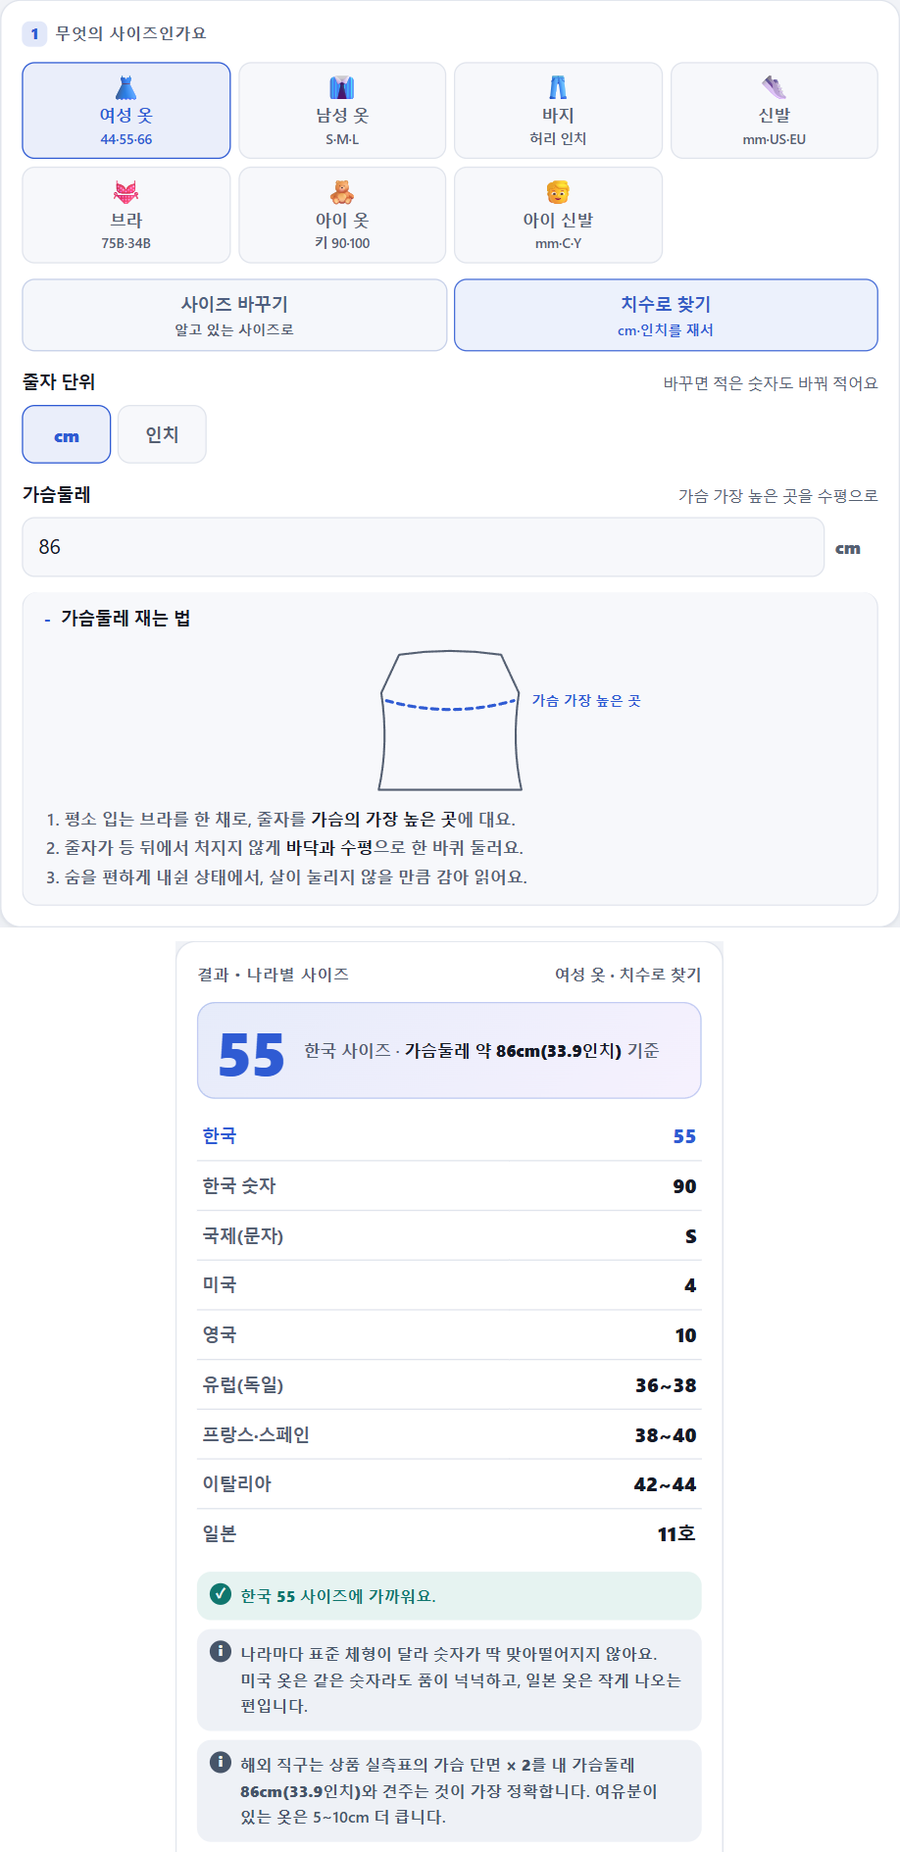 1 무엇의 사이즈인가요
여성 옷
44·55·66
남성 옷
S·M·L
바지
허리 인치
신발
mm·US·EU
브라
75B·34B
아이 옷
키 90·100
아이 신발
mm·C·Y
사이즈 바꾸기
알고 있는 사이즈로
치수로 찾기
cm·인치를 재서
줄자 단위
바꾸면 적은 숫자도 바꿔 적어요
cm
인치
가슴둘레
가슴 가장 높은 곳을 수평으로
86
cm
- 가슴둘레 재는 법
가슴 가장 높은 곳
1. 평소 입는 브라를 한 채로, 줄자를 가슴의 가장 높은 곳에 대요.
2. 줄자가 등 뒤에서 처지지 않게 바닥과 수평으로 한 바퀴 둘러요.
3. 숨을 편하게 내쉰 상태에서, 살이 눌리지 않을 만큼 감아 읽어요.
결과 · 나라별 사이즈
여성 옷 · 치수로 찾기
55 한국 사이즈 · 가슴둘레 약 86cm(33.9인치) 기준
한국 55
한국 숫자 90
국제(문자) S
미국 4
영국 10
유럽(독일) 36~38
프랑스·스페인 38~40
이탈리아 42~44
일본 11호
한국 55 사이즈에 가까워요.
나라마다 표준 체형이 달라 숫자가 딱 맞아떨어지지 않아요.
미국 옷은 같은 숫자라도 품이 넉넉하고, 일본 옷은 작게 나오는
편입니다.
해외 직구는 상품 실측표의 가슴 단면 × 2를 내 가슴둘레
86cm(33.9인치)와 견주는 것이 가장 정확합니다. 여유분이
있는 옷은 5~10cm 더 큽니다.